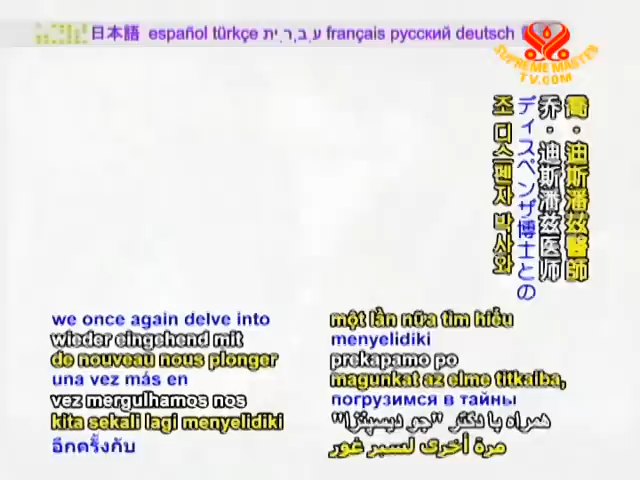 日本語 español türkçe עִבְרִית français русский deutsch
SUPREME MASTER
TV.COM
喬・迪斯潘茲醫師
乔・迪斯潘兹医师
ディスペンザ博士との
조 디스펜자 박사와
we once again delve into
wieder eingehend mit
de nouveau nous plonger
una vez más en
vez mergulhamos nos
kita sekali lagi menyelidiki
อีกครั้งกับ
một lần nữa tìm hiểu
menyelidiki
prekapamo po
magunkat az elme titkaiba,
погрузимся в тайны
همراه با دکتر "جو دیسپنزا"
مرة أخرى لسبر غور